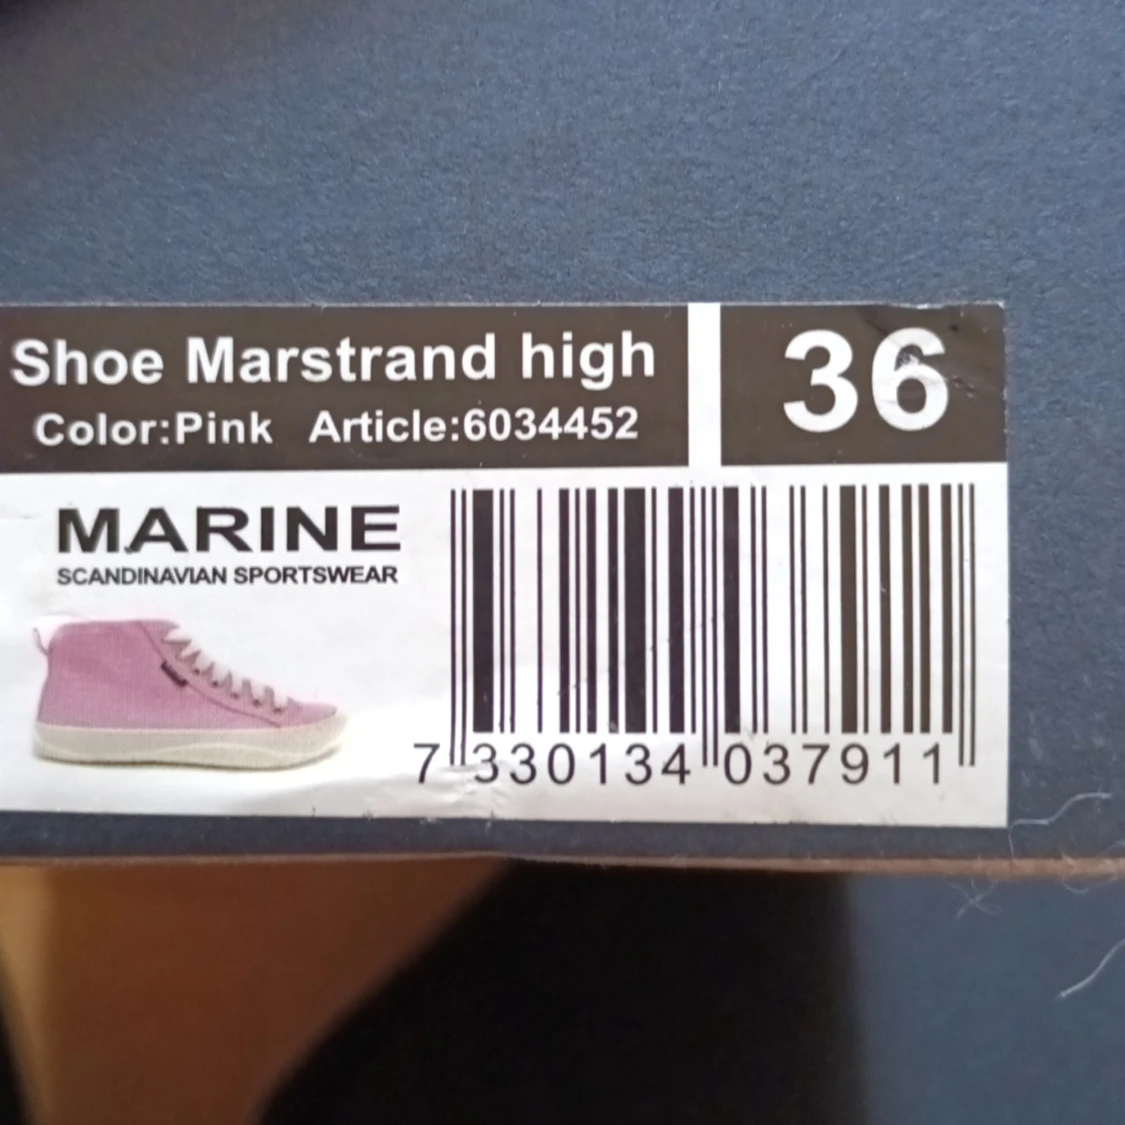 Shoe Marstrand high
Color:Pink Article:6034452
36
MARINE
SCANDINAVIAN SPORTSWEAR
7 330134 037911